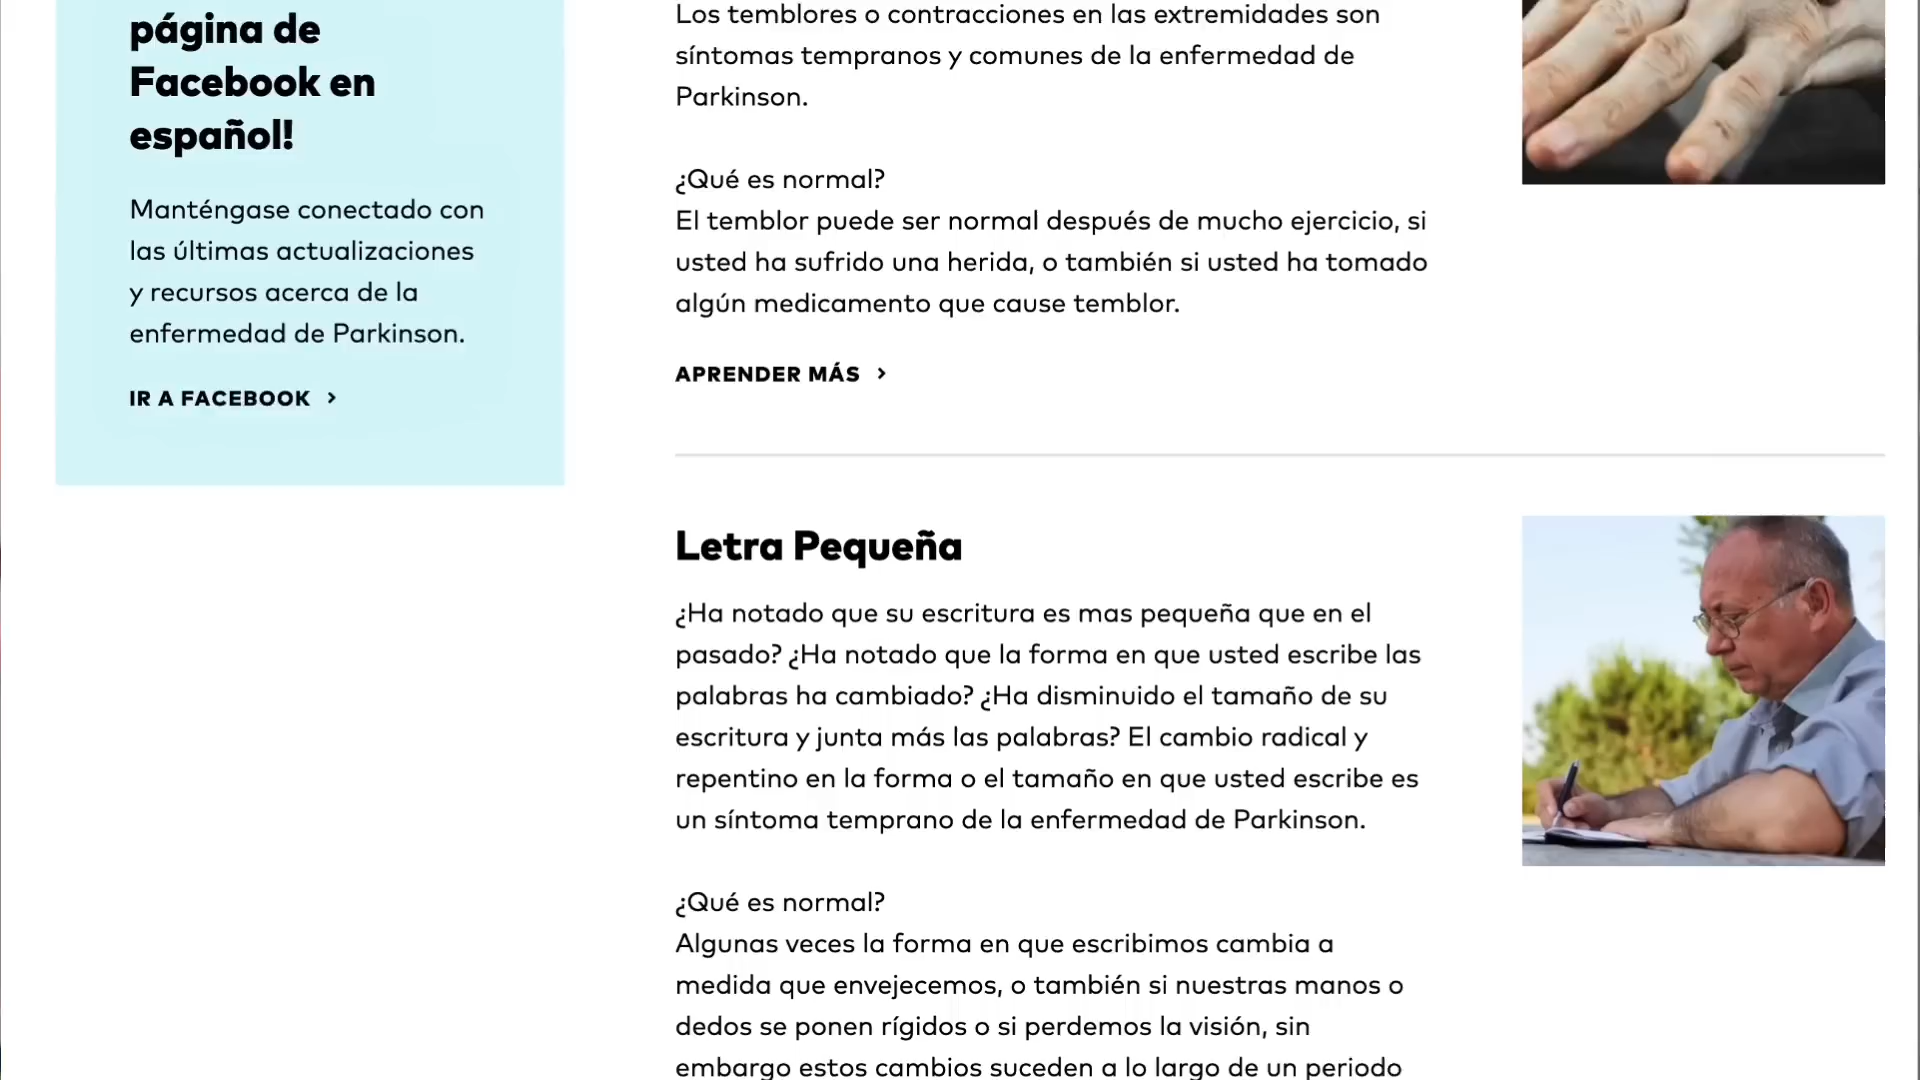 página de
Facebook en
español!
Manténgase conectado con
las últimas actualizaciones
y recursos acerca de la
enfermedad de Parkinson.
IR A FACEBOOK >
Los temblores o contracciones en las extremidades son
síntomas tempranos y comunes de la enfermedad de
Parkinson.
¿Qué es normal?
El temblor puede ser normal después de mucho ejercicio, si
usted ha sufrido una herida, o también si usted ha tomado
algún medicamento que cause temblor.
APRENDER MÁS >
Letra Pequeña
¿Ha notado que su escritura es mas pequeña que en el
pasado? ¿Ha notado que la forma en que usted escribe las
palabras ha cambiado? ¿Ha disminuido el tamaño de su
escritura y junta más las palabras? El cambio radical y
repentino en la forma o el tamaño en que usted escribe es
un síntoma temprano de la enfermedad de Parkinson.
¿Qué es normal?
Algunas veces la forma en que escribimos cambia a
medida que envejecemos, o también si nuestras manos o
dedos se ponen rígidos o si perdemos la visión, sin
embargo estos cambios suceden a lo largo de un periodo